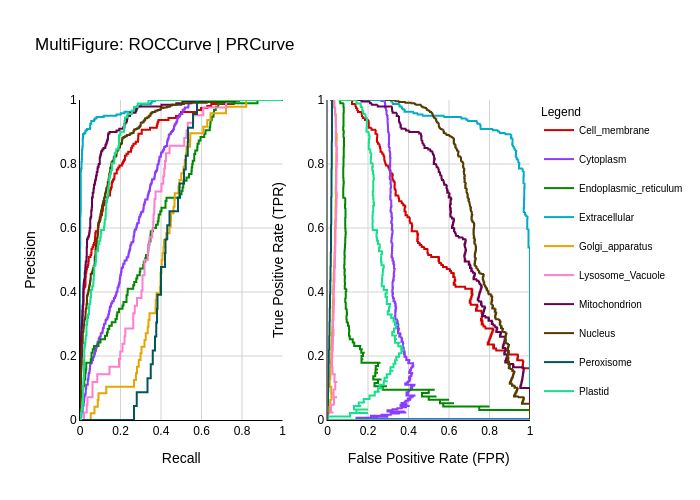 MultiFigure: ROCCurve | PRCurve
Precision
1
0.8
0.6
0.4
0.2
0
0 0.2 0.4 0.6 0.8 1
Recall
True Positive Rate (TPR)
1
0.8
0.6
0.4
0.2
0
0 0.2 0.4 0.6 0.8 1
False Positive Rate (FPR)
Legend
Cell_membrane
Cytoplasm
Endoplasmic_reticulum
Extracellular
Golgi_apparatus
Lysosome_Vacuole
Mitochondrion
Nucleus
Peroxisome
Plastid